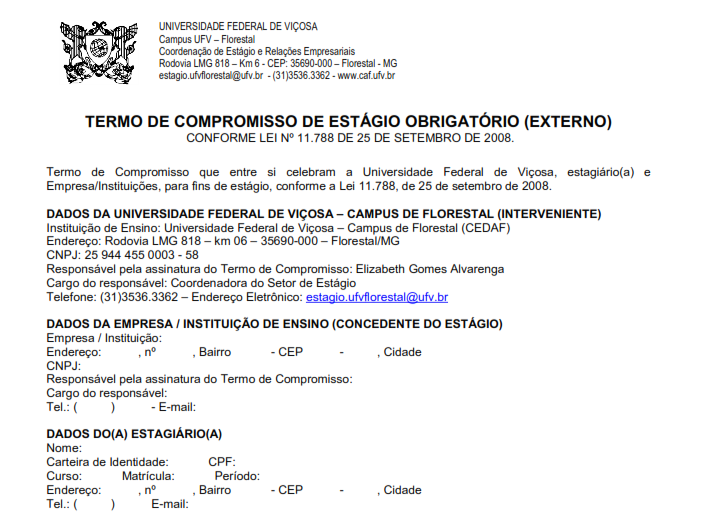 UNIVERSIDADE FEDERAL DE VIÇOSA
Campus UFV – Florestal
Coordenação de Estágio e Relações Empresariais
Rodovia LMG 818 – Km 6 - CEP: 35690-000 – Florestal - MG
estagio.ufvflorestal@ufv.br - (31)3536.3362 - www.caf.ufv.br
TERMO DE COMPROMISSO DE ESTÁGIO OBRIGATÓRIO (EXTERNO)
CONFORME LEI Nº 11.788 DE 25 DE SETEMBRO DE 2008.
Termo de Compromisso que entre si celebram a Universidade Federal de Viçosa, estagiário(a) e
Empresa/Instituições, para fins de estágio, conforme a Lei 11.788, de 25 de setembro de 2008.
DADOS DA UNIVERSIDADE FEDERAL DE VIÇOSA – CAMPUS DE FLORESTAL (INTERVENIENTE)
Instituição de Ensino: Universidade Federal de Viçosa – Campus de Florestal (CEDAF)
Endereço: Rodovia LMG 818 – km 06 – 35690-000 – Florestal/MG
CNPJ: 25 944 455 0003 - 58
Responsável pela assinatura do Termo de Compromisso: Elizabeth Gomes Alvarenga
Cargo do responsável: Coordenadora do Setor de Estágio
Telefone: (31)3536.3362 – Endereço Eletrônico: estagio.ufvflorestal@ufv.br
DADOS DA EMPRESA / INSTITUIÇÃO DE ENSINO (CONCEDENTE DO ESTÁGIO)
Empresa / Instituição:
Endereço: , nº , Bairro - CEP - , Cidade
CNPJ:
Responsável pela assinatura do Termo de Compromisso:
Cargo do responsável:
Tel.: ( ) - E-mail:
DADOS DO(A) ESTAGIÁRIO(A)
Nome:
Carteira de Identidade: CPF:
Curso: Matrícula: Período:
Endereço: , nº , Bairro - CEP - , Cidade
Tel.: ( ) E-mail: